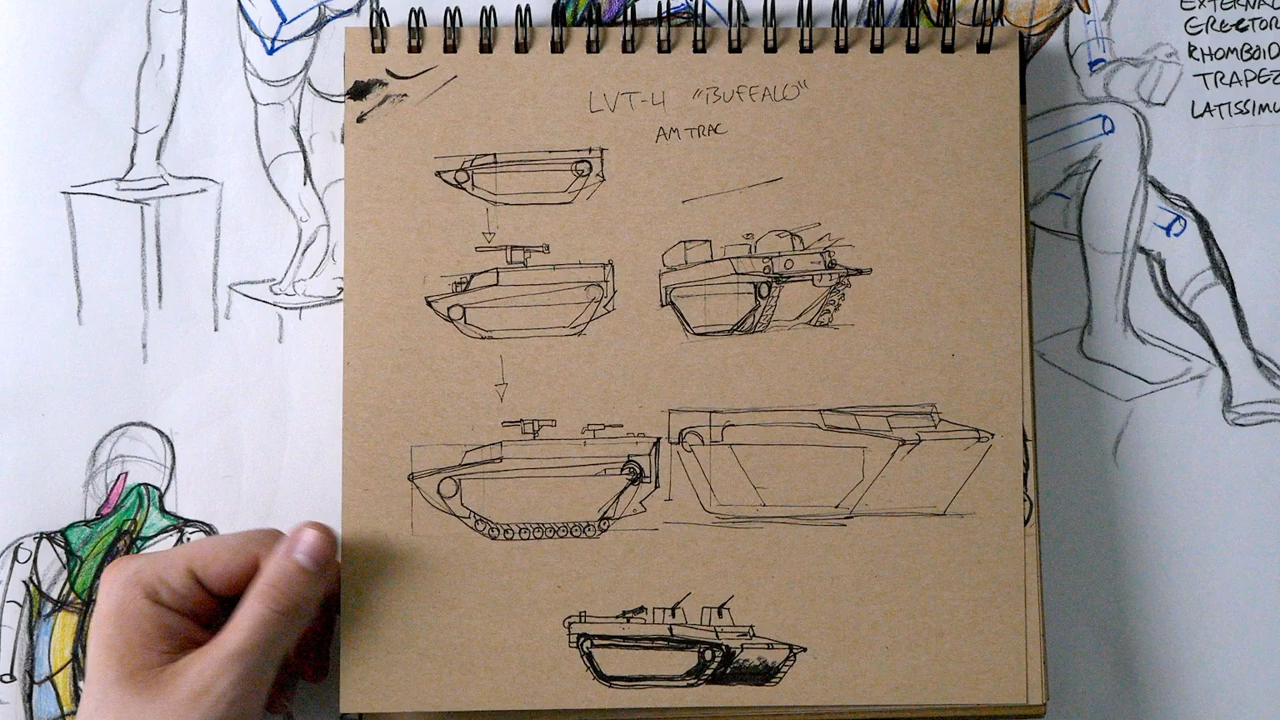 LVT-4 "BUFFALO"
AMTRAC
EXTERNAL
ERECTOR
RHOMBOID
TRAPEZ
LATISSIMU